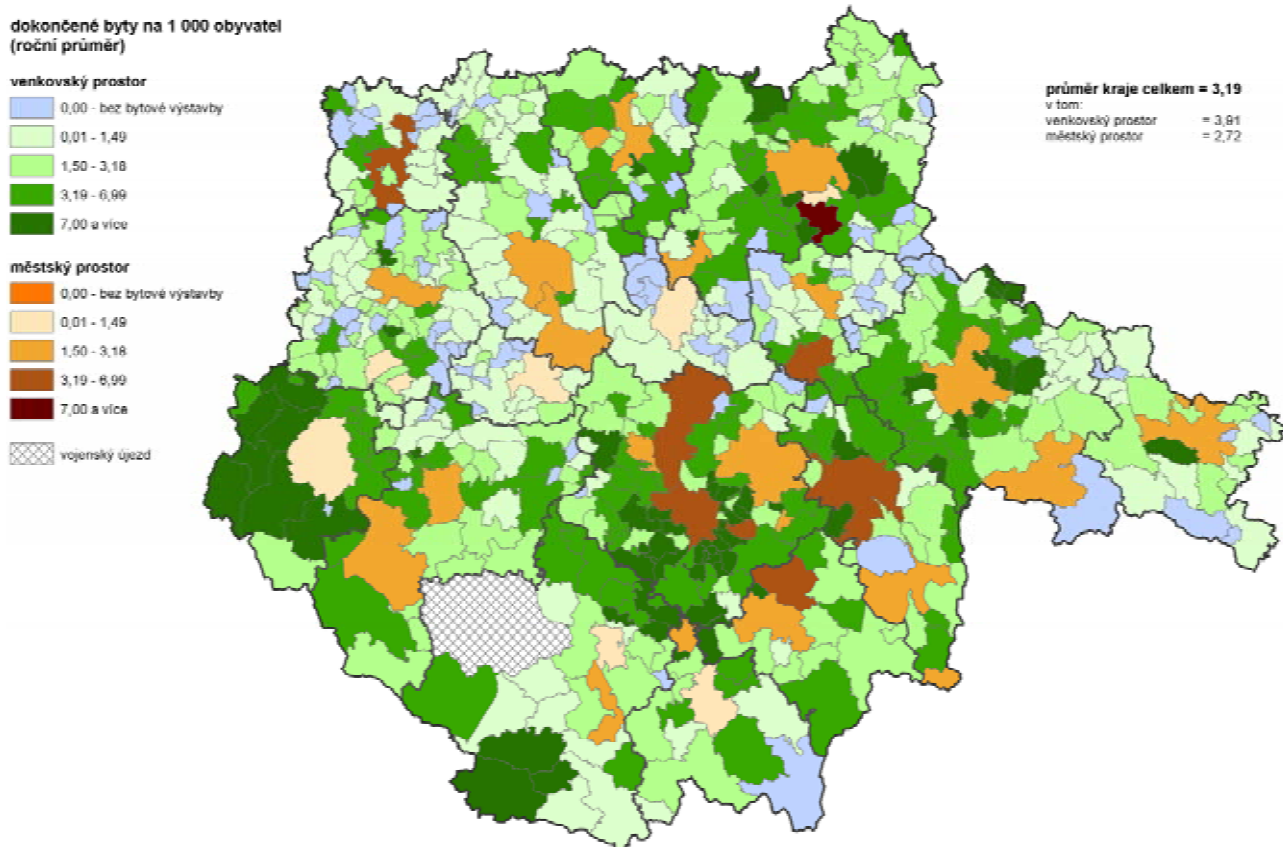 dokončené byty na 1 000 obyvatel
(roční průměr)
venkovský prostor
0,00 - bez bytové výstavby
0,01 - 1,49
1,50 - 3,18
3,19 - 6,99
7,00 a více
městský prostor
0,00 - bez bytové výstavby
0,01 - 1,49
1,50 - 3,18
3,19 - 6,99
7,00 a více
vojenský újezd
průměr kraje celkem = 3,19
v tom:
venkovský prostor = 3,91
městský prostor = 2,72